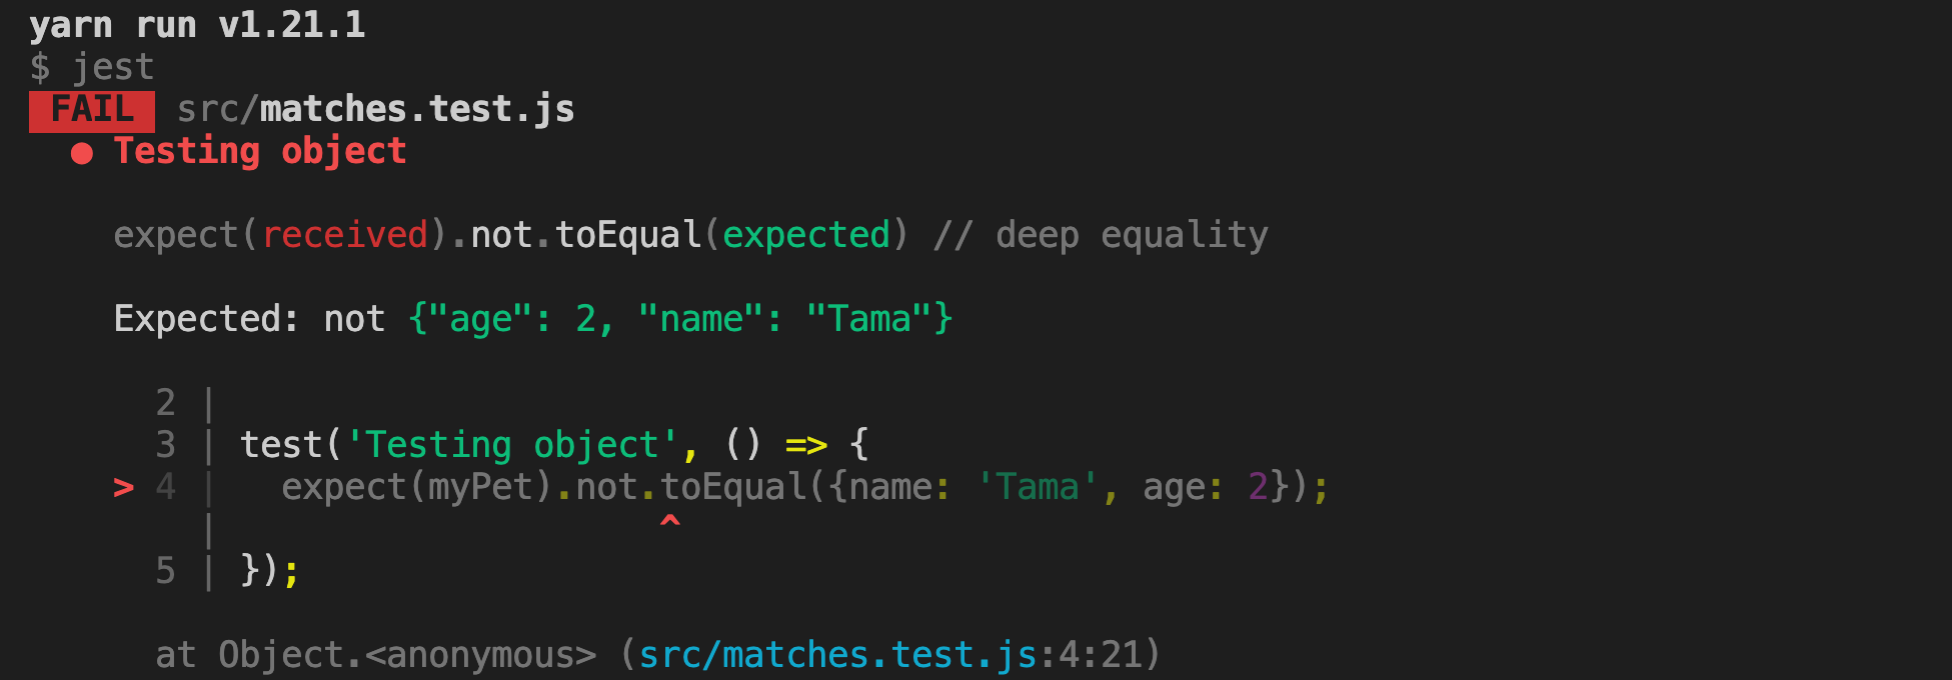 yarn run v1.21.1
$ jest
FAIL src/matches.test.js
● Testing object
expect(received).not.toEqual(expected) // deep equality
Expected: not {"age": 2, "name": "Tama"}
2 |
3 | test('Testing object', () => {
> 4 |   expect(myPet).not.toEqual({name: 'Tama', age: 2});
|                     ^
5 | });
at Object.<anonymous> (src/matches.test.js:4:21)